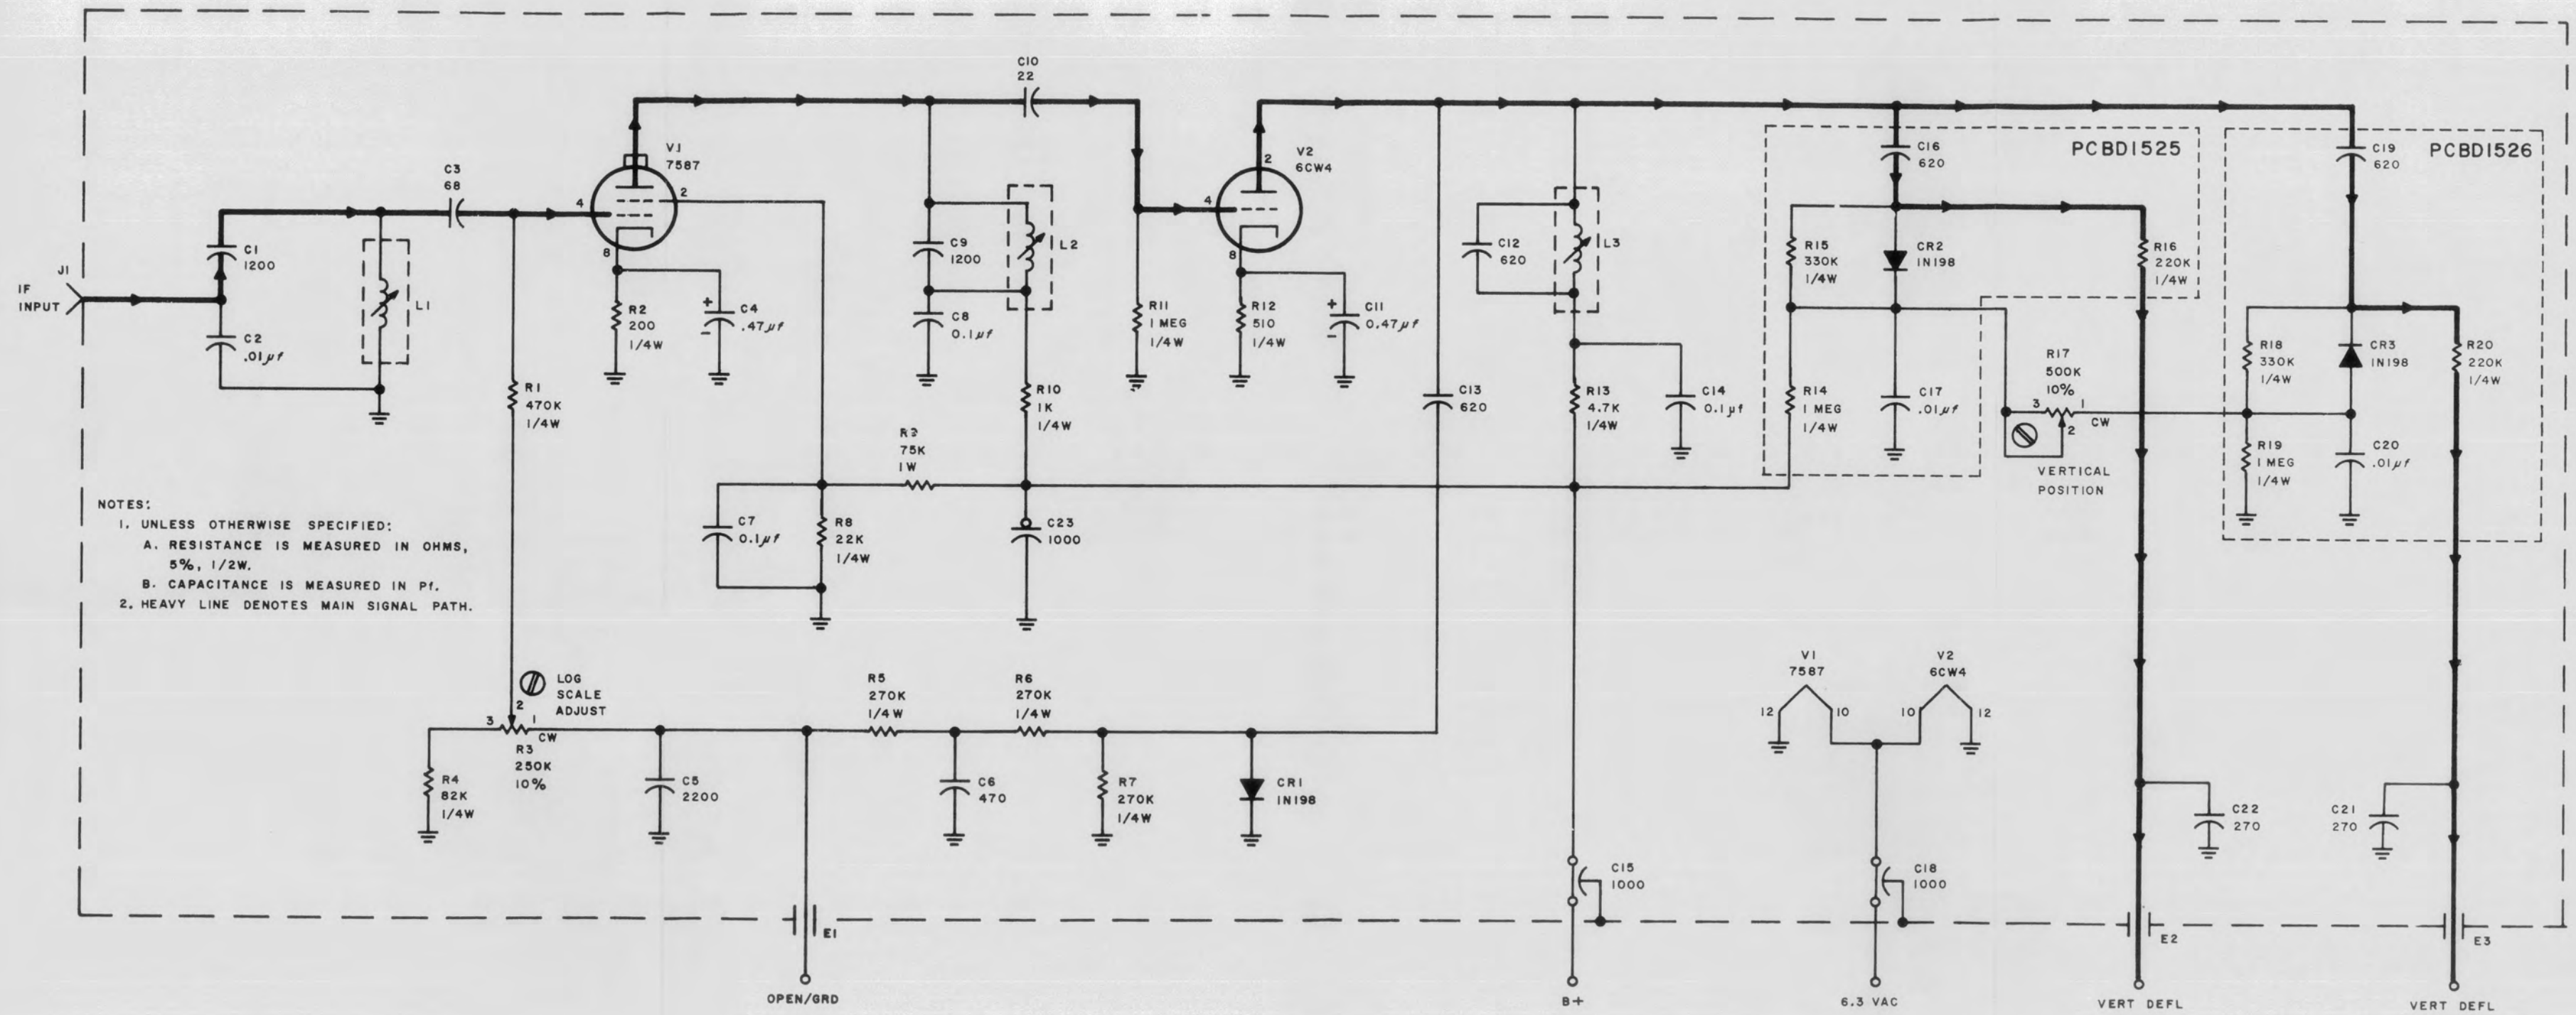 C10
22
V1
7587
V2
6CW4
2
2
C16
620
PCBD1525
C19
620
PCBD1526
C3
68
4
2
4
C1
1200
J1
IF
INPUT
L1
8
C9
1200
L2
8
C12
620
L3
R15
330K
1/4W
CR2
1N198
R16
220K
1/4W
C2
.01µf
R2
200
1/4W
C4
+
.47µf
−
C8
0.1µf
R11
1 MEG
1/4W
R12
510
1/4W
C11
+
0.47µf
−
R17
500K
10%
R18
330K
1/4W
CR3
1N198
R20
220K
1/4W
R1
470K
1/4W
R10
1K
1/4W
C13
620
R13
4.7K
1/4W
C14
0.1µf
R14
1 MEG
1/4W
C17
.01µf
3
1
2
CW
VERTICAL
POSITION
R19
1 MEG
1/4W
C20
.01µf
75K
1W
NOTES:
1. UNLESS OTHERWISE SPECIFIED:
A. RESISTANCE IS MEASURED IN OHMS,
5%, 1/2W.
B. CAPACITANCE IS MEASURED IN Pf.
2. HEAVY LINE DENOTES MAIN SIGNAL PATH.
C7
0.1µf
R8
22K
1/4W
C23
1000
LOG
SCALE
ADJUST
2
3
1
CW
R3
250K
10%
R5
270K
1/4W
R6
270K
1/4W
V1
7587
V2
6CW4
12
10
10
12
R4
82K
1/4W
C5
2200
C6
470
R7
270K
1/4W
CR1
1N198
C22
270
C21
270
C15
1000
C18
1000
E1
E2
E3
OPEN/GRD
B+
6.3 VAC
VERT DEFL
VERT DEFL